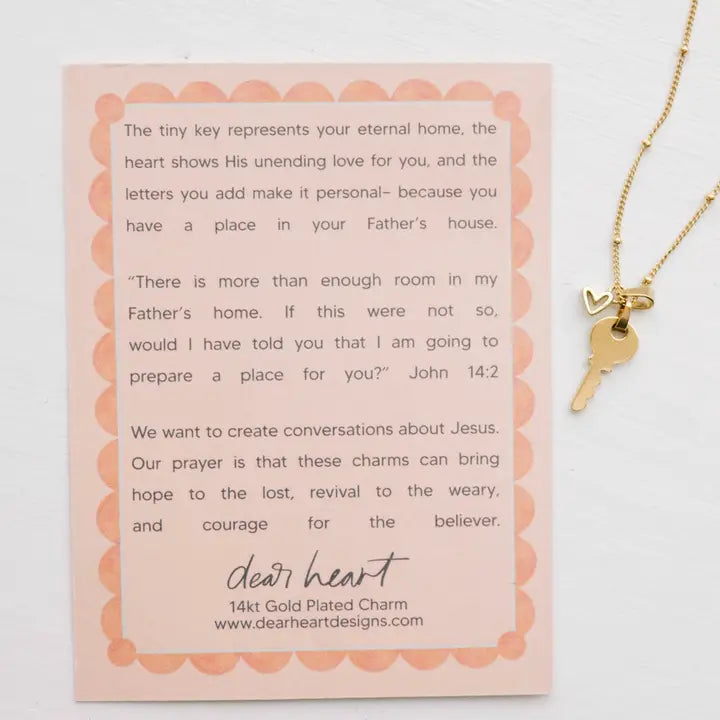 The tiny key represents your eternal home, the
heart shows His unending love for you, and the
letters you add make it personal– because you
have a place in your Father's house.
“There is more than enough room in my
Father's home. If this were not so,
would I have told you that I am going to
prepare a place for you?” John 14:2
We want to create conversations about Jesus.
Our prayer is that these charms can bring
hope to the lost, revival to the weary,
and courage for the believer.
dear heart
14kt Gold Plated Charm
www.dearheartdesigns.com